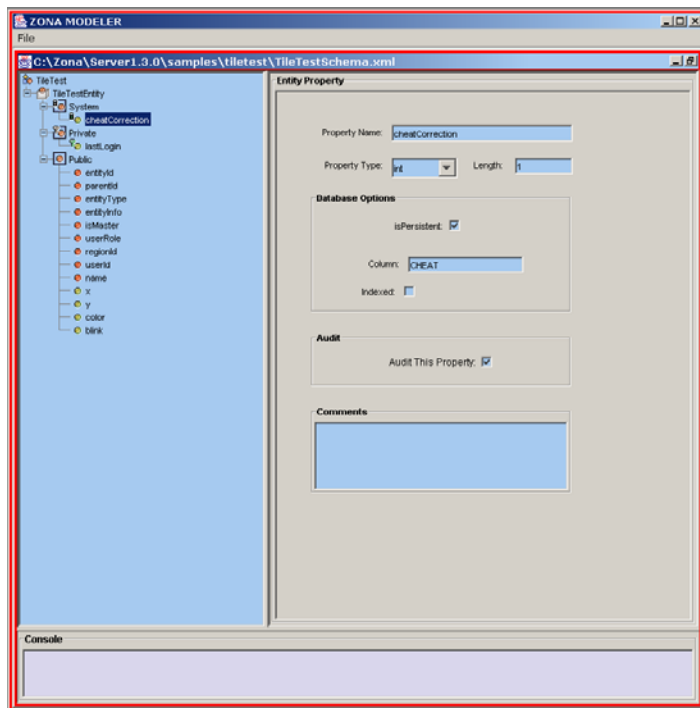 ZONA MODELER
File
C:\Zona\Server1.3.0\samples\tiletest\TileTestSchema.xml
TileTest
TileTestEntity
System
cheatCorrection
Private
lastLogin
Public
entityId
parentId
entityType
entityInfo
isMaster
userRole
regionId
userId
name
x
y
color
blink
Entity Property
Property Name: cheatCorrection
Property Type: int Length: 1
Database Options
isPersistent:
Column: CHEAT
Indexed:
Audit
Audit This Property:
Comments
Console